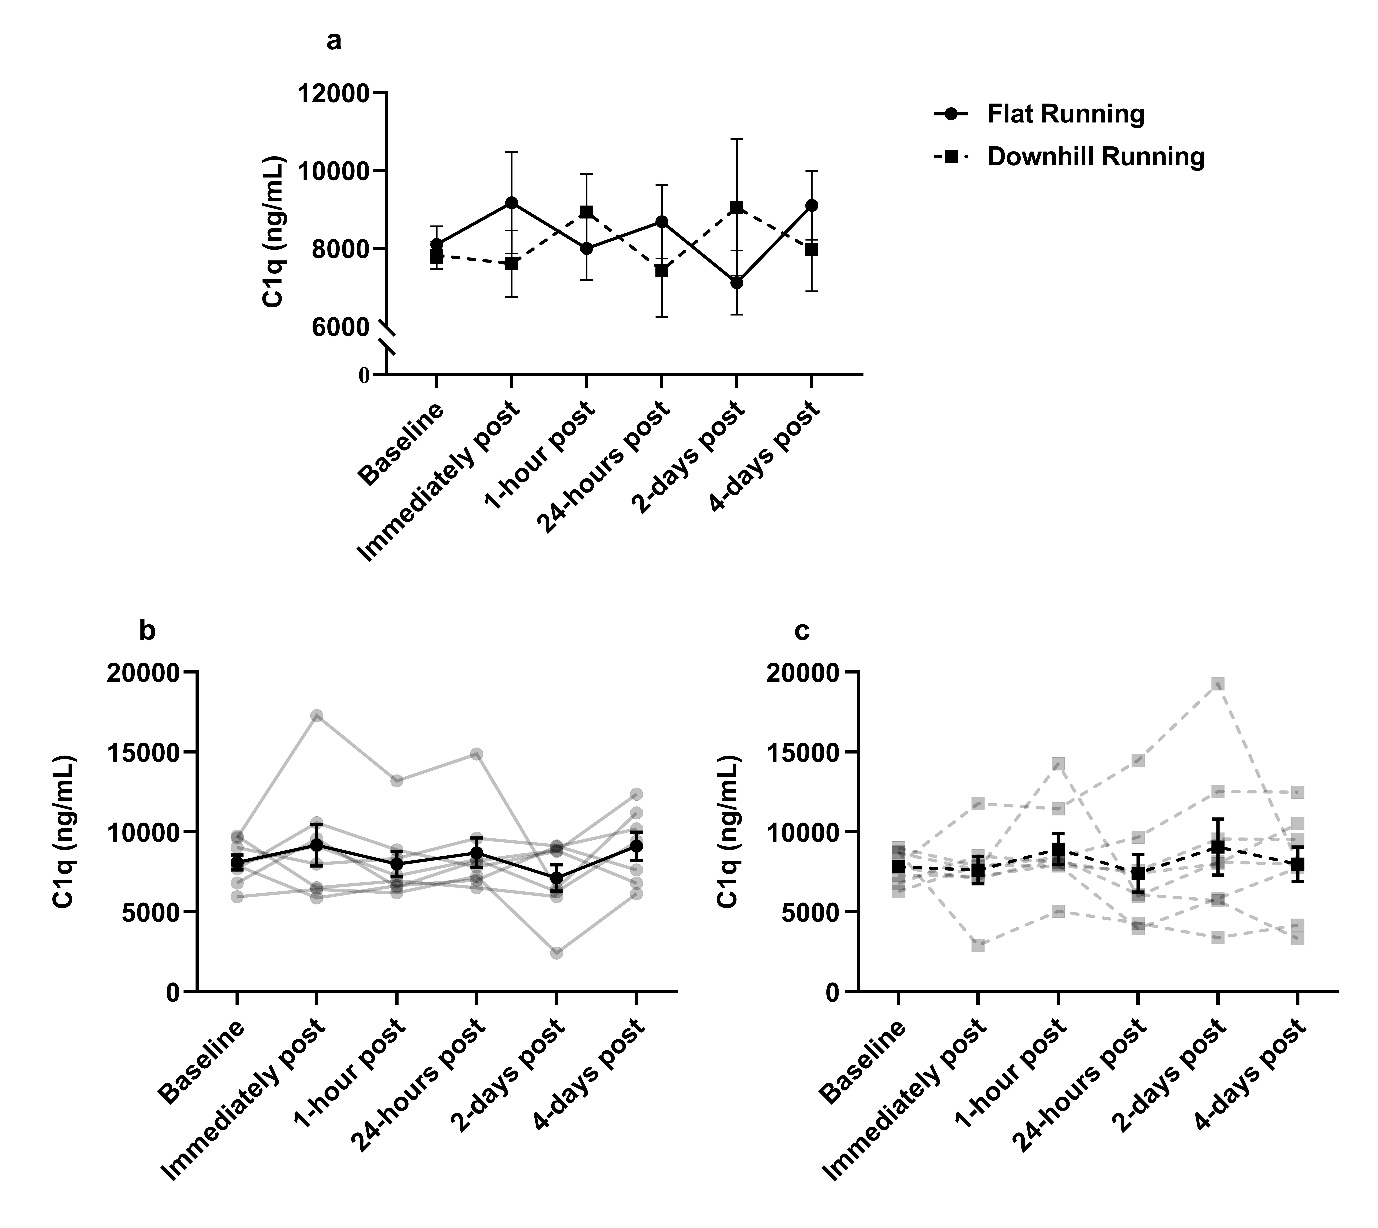 a
12000
10000
8000
6000
0
C1q (ng/mL)
Flat Running
Downhill Running
Baseline
Immediately post
1-hour post
24-hours post
2-days post
4-days post
b
20000
15000
10000
5000
0
C1q (ng/mL)
Baseline
Immediately post
1-hour post
24-hours post
2-days post
4-days post
c
20000
15000
10000
5000
0
C1q (ng/mL)
Baseline
Immediately post
1-hour post
24-hours post
2-days post
4-days post